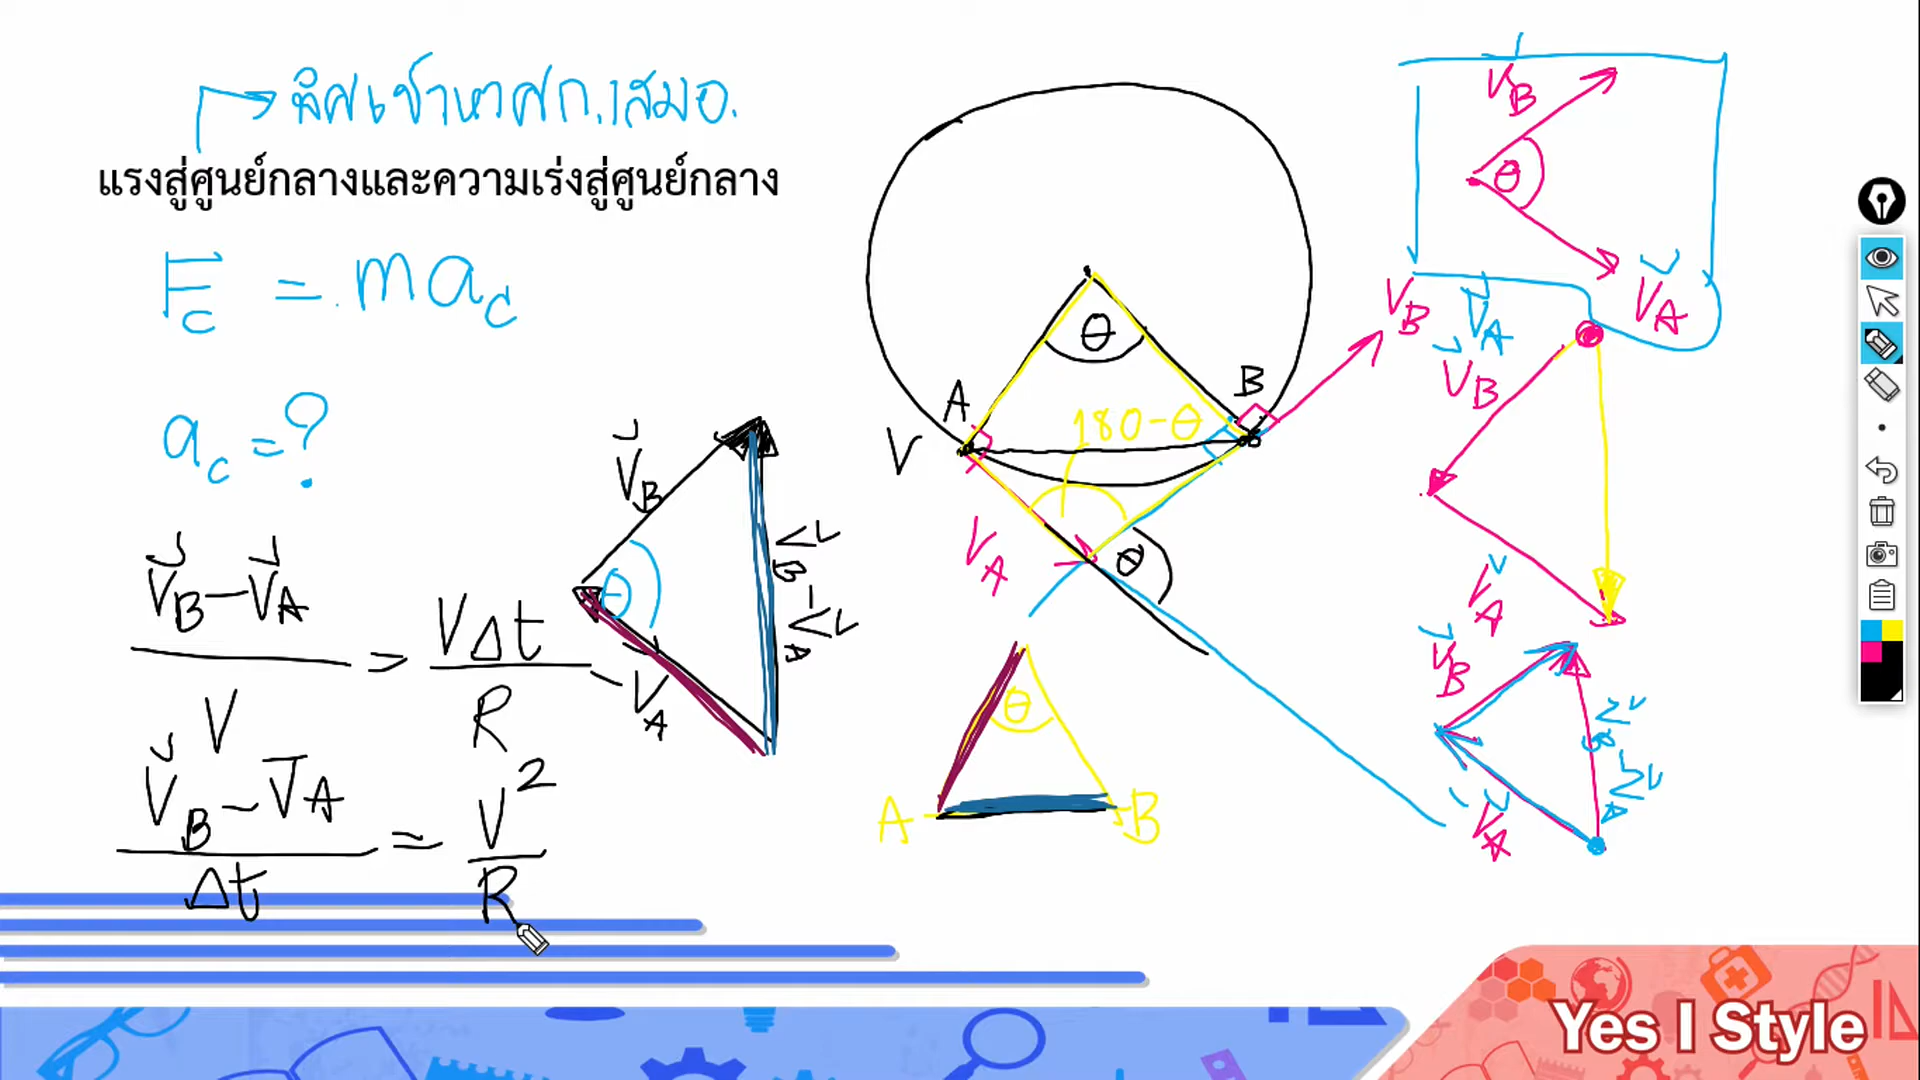 ทิศเข้าหาศก.เสมอ.
แรงสู่ศูนย์กลางและความเร่งสู่ศูนย์กลาง
Fc = mac
ac = ?
VB - VA
V
= VΔt
R
VB - VA
Δt
= V2
R
VB
θ
-VA
VB - VA
θ
A
B
180-θ
V
VA
θ
VB
VB
θ
VA
VA
VB
VA
θ
A
B
VB
-VA
VB - VA
Yes I Style